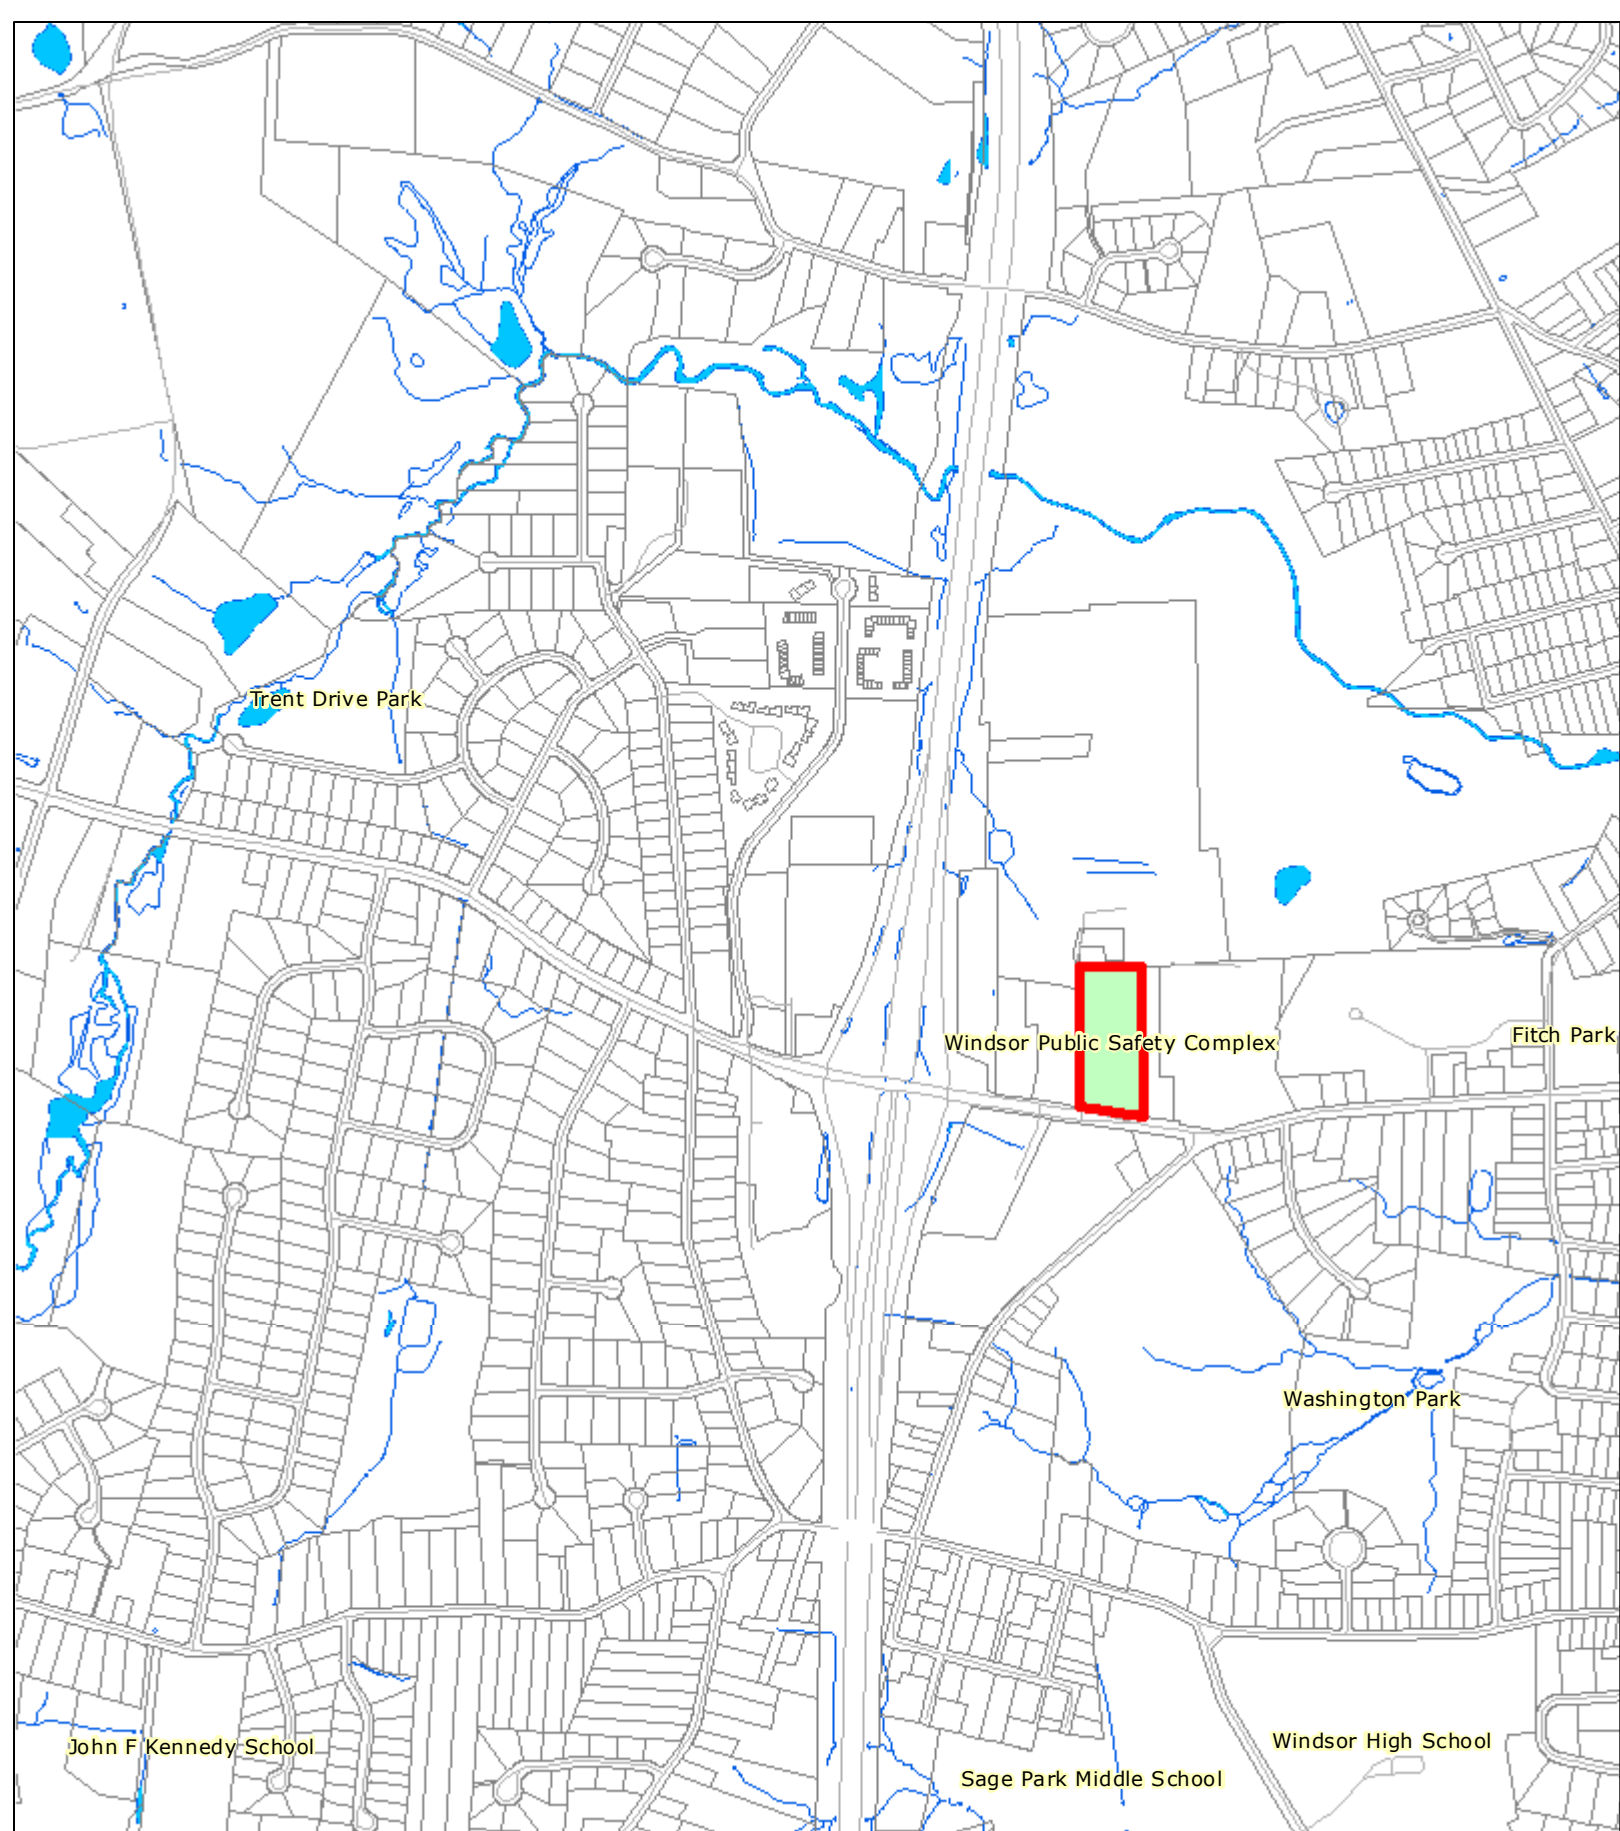 Trent Drive Park
Fitch Park
Windsor Public Safety Complex
Washington Park
Windsor High School
John F Kennedy School
Sage Park Middle School